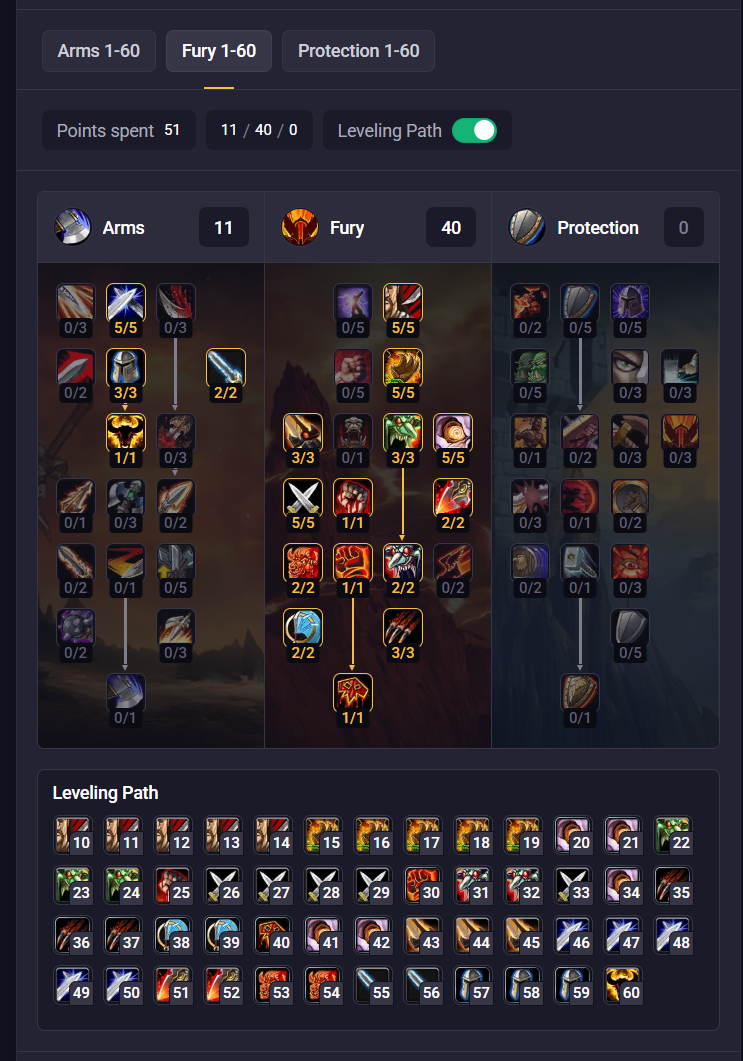 Arms 1-60 Fury 1-60 Protection 1-60
Points spent 51 11 / 40 / 0 Leveling Path
Arms 11 Fury 40 Protection 0
0/3 5/5 0/3 0/5 5/5 0/2 0/5 0/5
0/2 3/3 2/2 0/5 5/5 0/5 0/3 0/3
1/1 0/3 3/3 0/1 3/3 5/5 0/1 0/2 0/3 0/3
0/1 0/3 0/2 5/5 1/1 2/2 0/3 0/1 0/2
0/2 0/1 0/5 2/2 1/1 2/2 0/2 0/2 0/1 0/3
0/2 0/3 2/2 3/3 0/5
0/1 1/1 0/1
Leveling Path
10 11 12 13 14 15 16 17 18 19 20 21 22
23 24 25 26 27 28 29 30 31 32 33 34 35
36 37 38 39 40 41 42 43 44 45 46 47 48
49 50 51 52 53 54 55 56 57 58 59 60